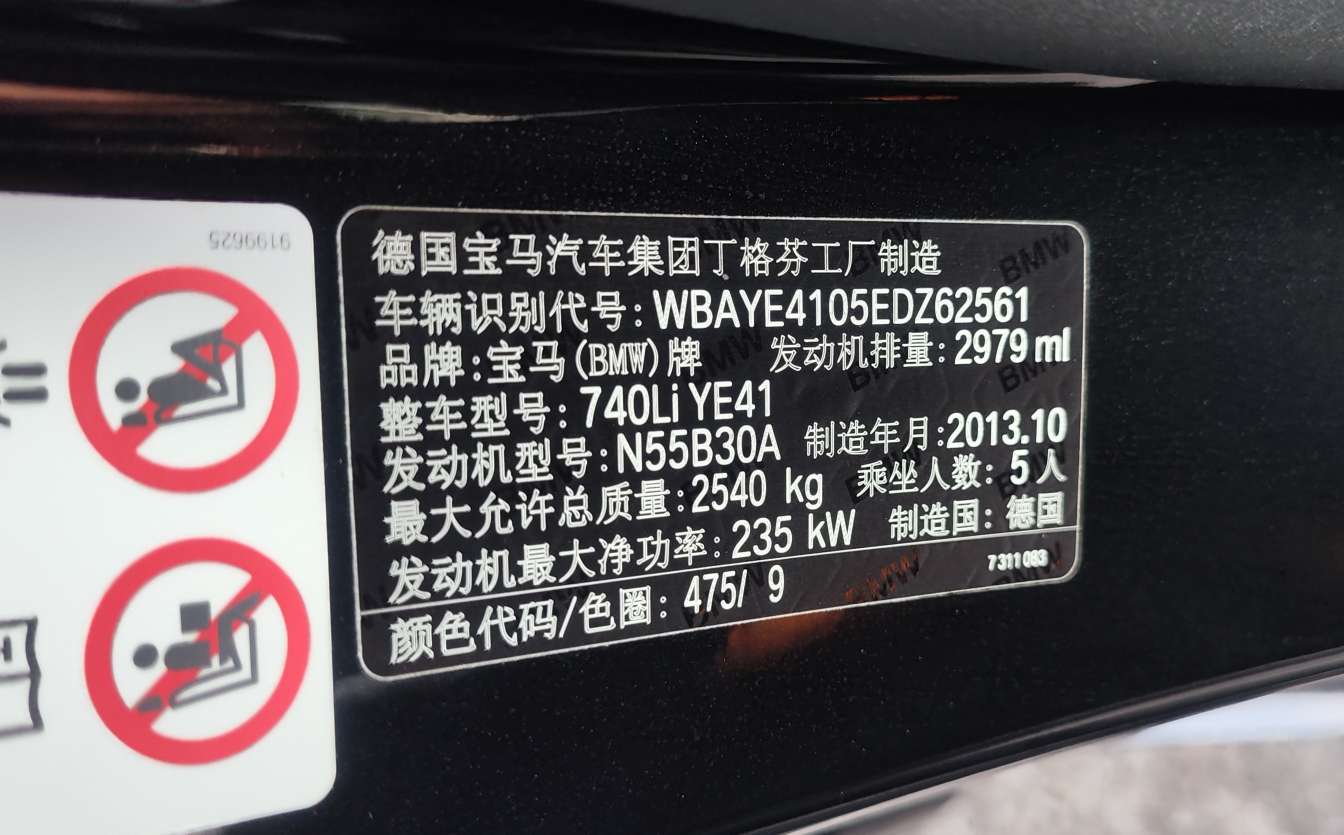 9199625
德国宝马汽车集团丁格芬工厂制造
车辆识别代号:WBAYE4105EDZ62561
品牌:宝马(BMW)牌 发动机排量:2979 ml
整车型号:740Li YE41
发动机型号:N55B30A 制造年月:2013.10
最大允许总质量:2540 kg 乘坐人数: 5人
发动机最大净功率:235 kW 制造国: 德国
7311083
颜色代码/色圈: 475/ 9